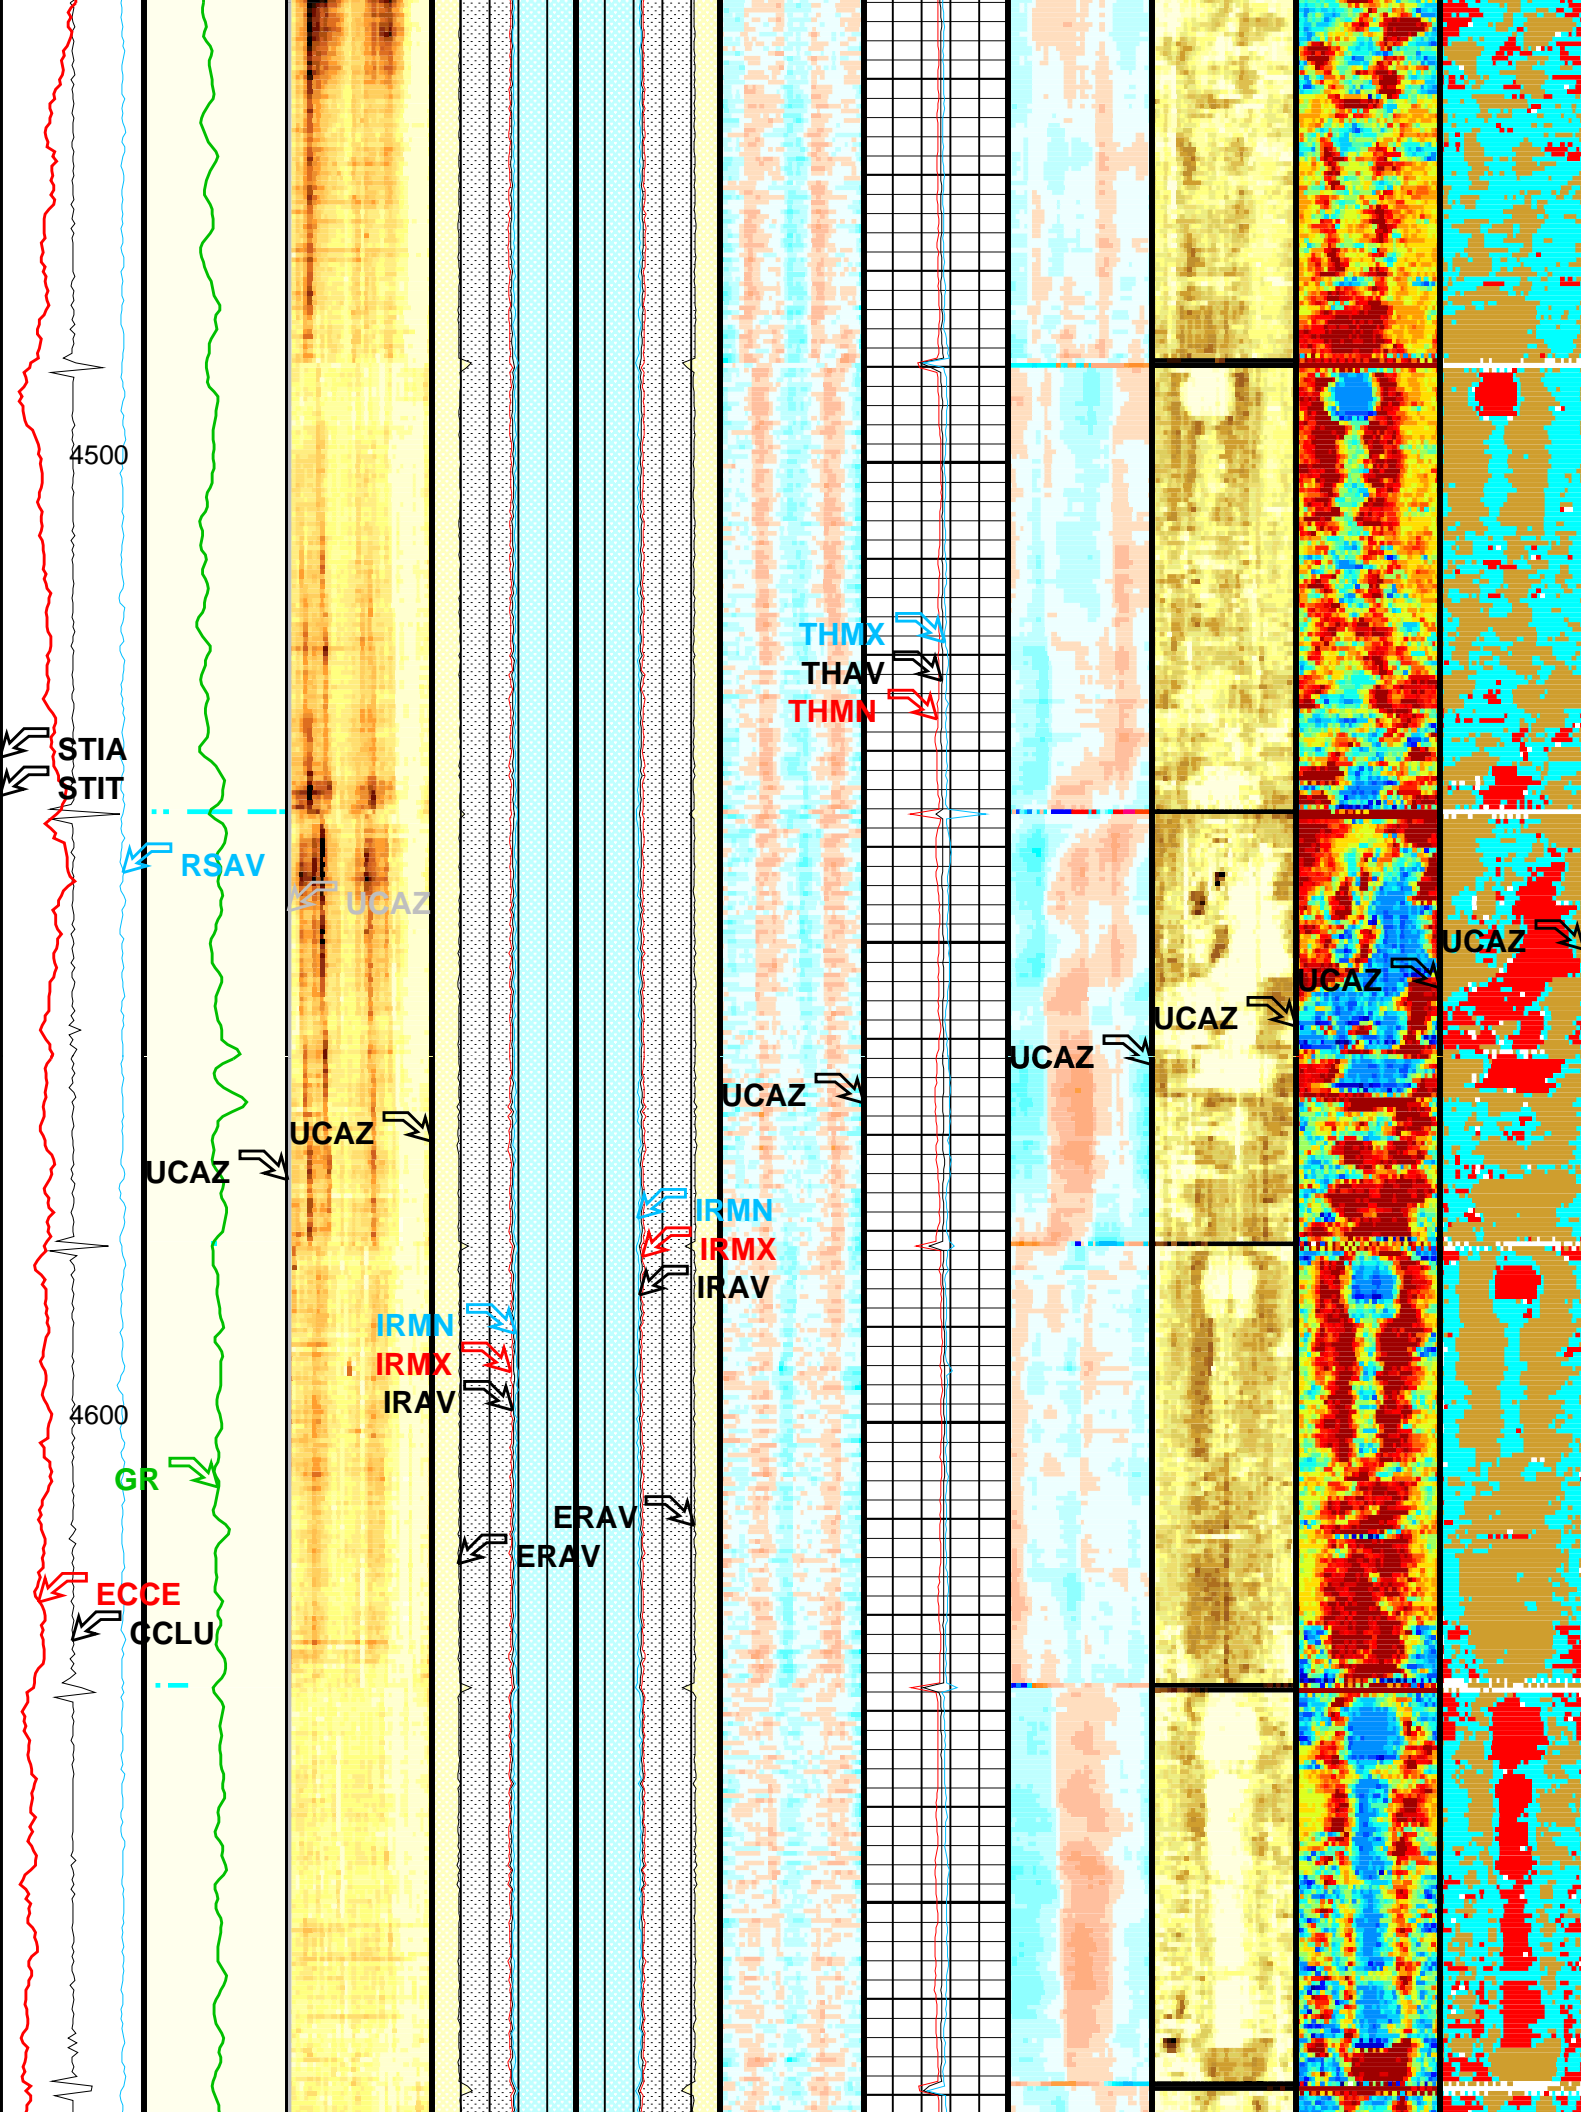 4500
THMX
THAV
THMN
STIA
STIT
RSAV
UCAZ
UCAZ
UCAZ
UCAZ
UCAZ
UCAZ
UCAZ
UCAZ
IRMN
IRMX
IRAV
IRMN
IRMX
IRAV
4600
GR
ERAV
ERAV
ECCE
CCLU